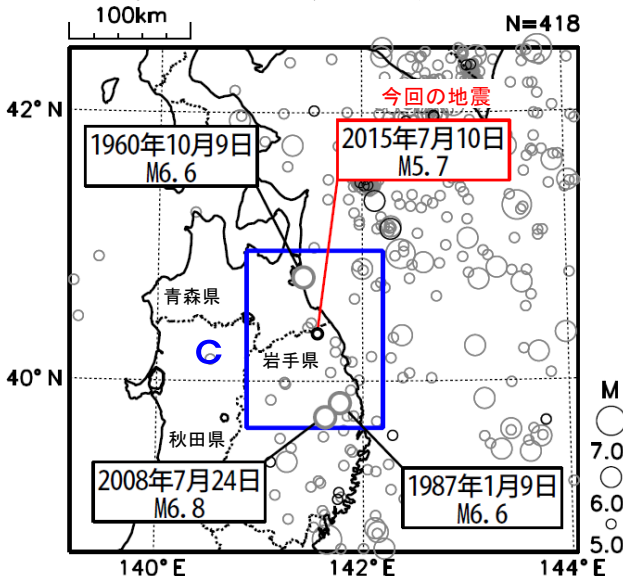 100km
N=418
今回の地震
42°N
1960年10月9日
M6.6
2015年7月10日
M5.7
青森県
C
岩手県
40°N
秋田県
M
7.0
6.0
5.0
2008年7月24日
M6.8
1987年1月9日
M6.6
140°E
142°E
144°E